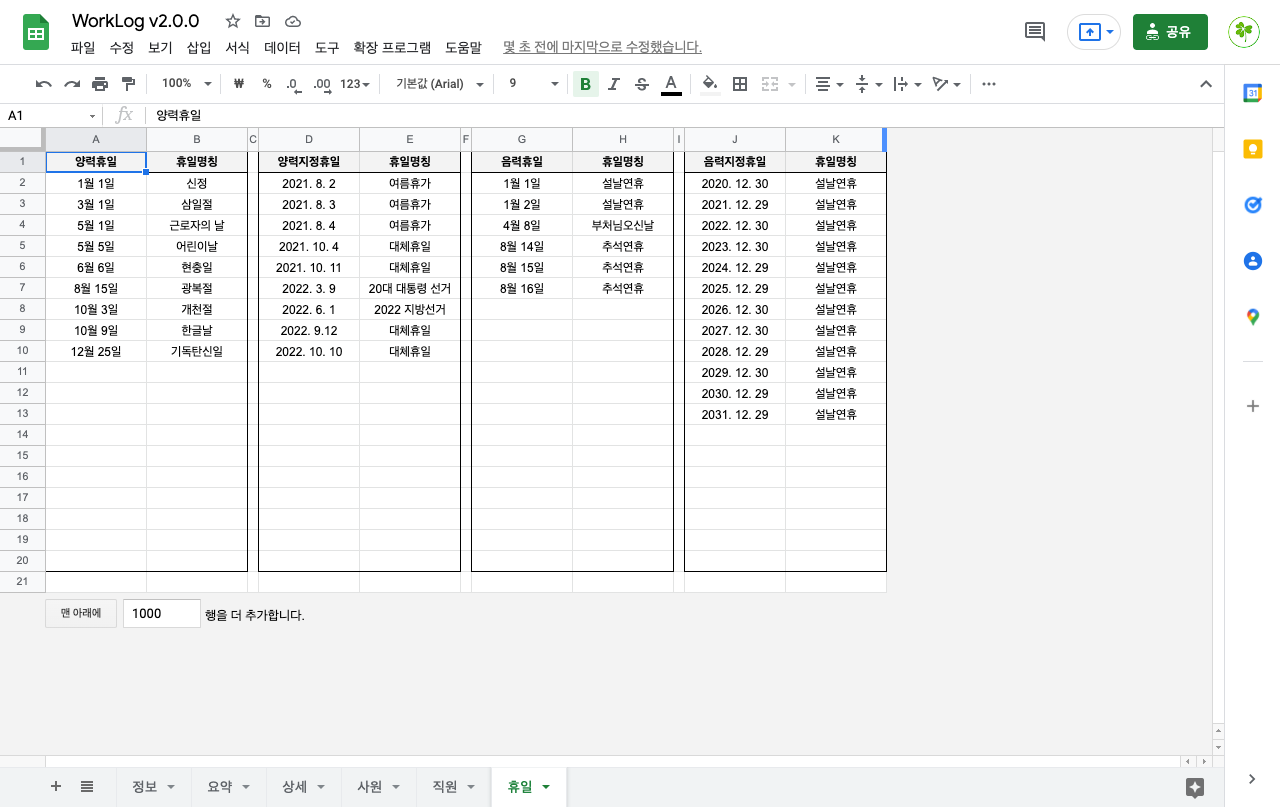 WorkLog v2.0.0
파일 수정 보기 삽입 서식 데이터 도구 확장 프로그램 도움말 몇 초 전에 마지막으로 수정했습니다.
공유
100% ₩ % .0 .00 123 기본값 (Arial) 9 B I S A
A1 fx 양력휴일
A B C D E F G H I J K
1 양력휴일 휴일명칭 양력지정휴일 휴일명칭 음력휴일 휴일명칭 음력지정휴일 휴일명칭
2 1월 1일 신정 2021. 8. 2 여름휴가 1월 1일 설날연휴 2020. 12. 30 설날연휴
3 3월 1일 삼일절 2021. 8. 3 여름휴가 1월 2일 설날연휴 2021. 12. 29 설날연휴
4 5월 1일 근로자의 날 2021. 8. 4 여름휴가 4월 8일 부처님오신날 2022. 12. 30 설날연휴
5 5월 5일 어린이날 2021. 10. 4 대체휴일 8월 14일 추석연휴 2023. 12. 30 설날연휴
6 6월 6일 현충일 2021. 10. 11 대체휴일 8월 15일 추석연휴 2024. 12. 29 설날연휴
7 8월 15일 광복절 2022. 3. 9 20대 대통령 선거 8월 16일 추석연휴 2025. 12. 29 설날연휴
8 10월 3일 개천절 2022. 6. 1 2022 지방선거 2026. 12. 30 설날연휴
9 10월 9일 한글날 2022. 9.12 대체휴일 2027. 12. 30 설날연휴
10 12월 25일 기독탄신일 2022. 10. 10 대체휴일 2028. 12. 29 설날연휴
11 2029. 12. 30 설날연휴
12 2030. 12. 29 설날연휴
13 2031. 12. 29 설날연휴
14
15
16
17
18
19
20
21
맨 아래에 1000 행을 더 추가합니다.
정보 요약 상세 사원 직원 휴일
31